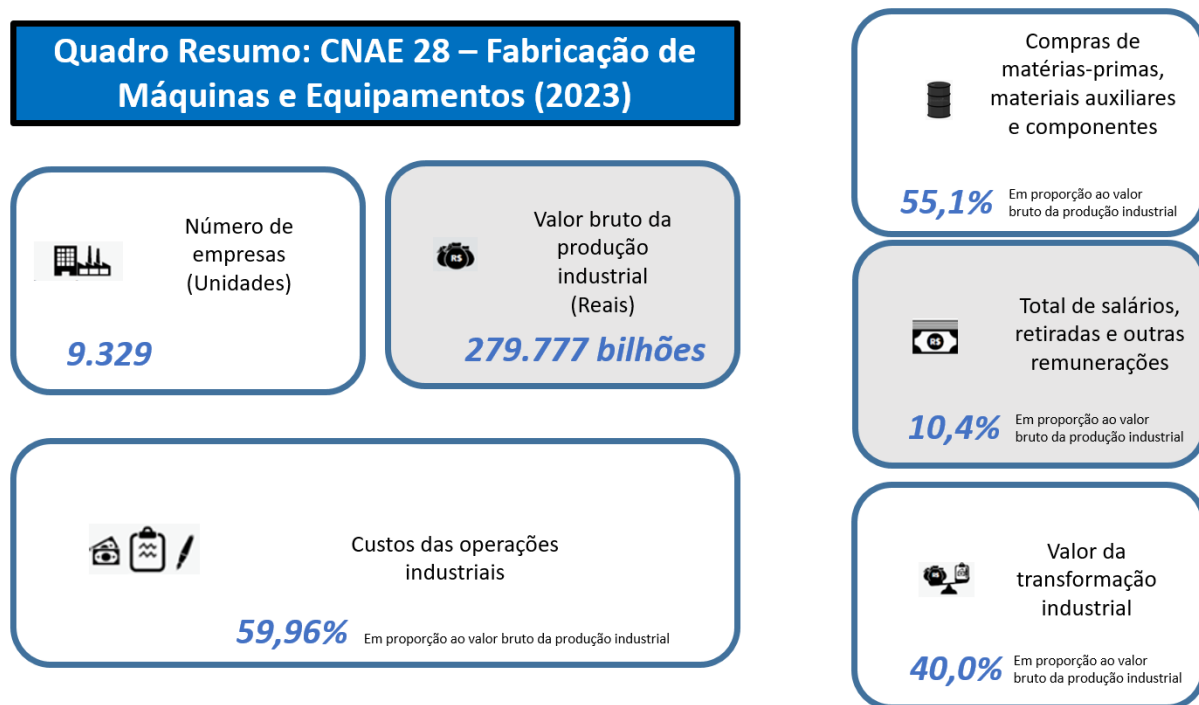 Quadro Resumo: CNAE 28 – Fabricação de
Máquinas e Equipamentos (2023)
Número de
empresas
(Unidades)
9.329
Valor bruto da
produção
industrial
(Reais)
279.777 bilhões
Custos das operações
industriais
59,96% Em proporção ao valor bruto da produção industrial
Compras de
matérias-primas,
materiais auxiliares
e componentes
55,1% Em proporção ao valor
bruto da produção industrial
Total de salários,
retiradas e outras
remunerações
10,4% Em proporção ao valor
bruto da produção industrial
Valor da
transformação
industrial
40,0% Em proporção ao valor
bruto da produção industrial